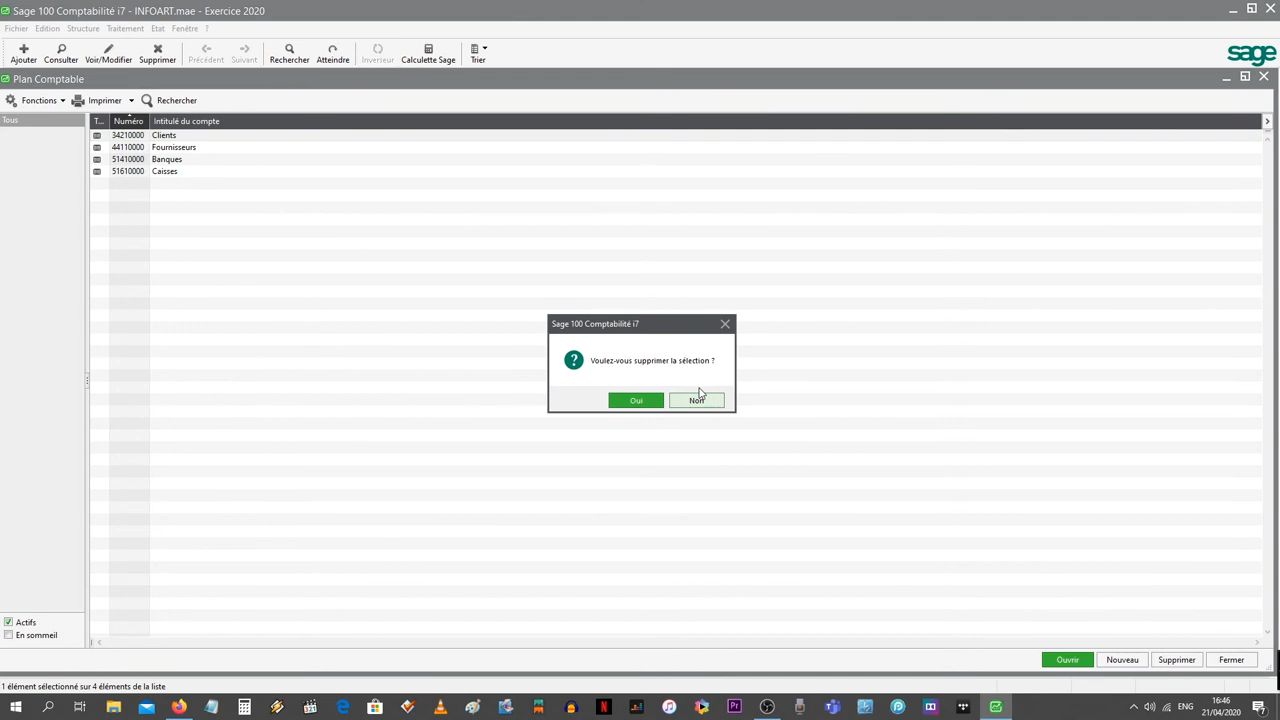 Sage 100 Comptabilité i7 - INFOART.mae - Exercice 2020
Fichier Edition Structure Traitement Etat Fenêtre ?
Ajouter Consulter Voir/Modifier Supprimer Précédent Suivant Rechercher Atteindre Inverseur Calculette Sage Trier
sage
Plan Comptable
Fonctions Imprimer Rechercher
Tous
T... Numéro Intitulé du compte
34210000 Clients
44110000 Fournisseurs
51410000 Banques
51610000 Caisses
Sage 100 Comptabilité i7
Voulez-vous supprimer la sélection ?
Oui Non
Actifs
En sommeil
Ouvrir Nouveau Supprimer Fermer
1 élément sélectionné sur 4 éléments de la liste
ENG
16:46
21/04/2020